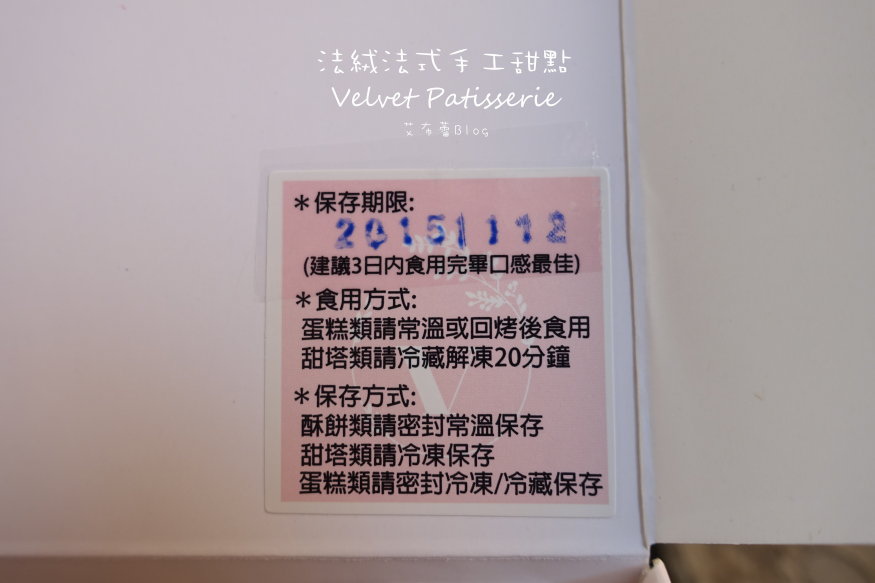 法絨法式手工甜點
Velvet Patisserie
艾布蕾Blog
＊保存期限:
20151112
(建議3日內食用完畢口感最佳)
＊食用方式:
蛋糕類請常溫或回烤後食用
甜塔類請冷藏解凍20分鐘
＊保存方式:
酥餅類請密封常溫保存
甜塔類請冷凍保存
蛋糕類請密封冷凍/冷藏保存